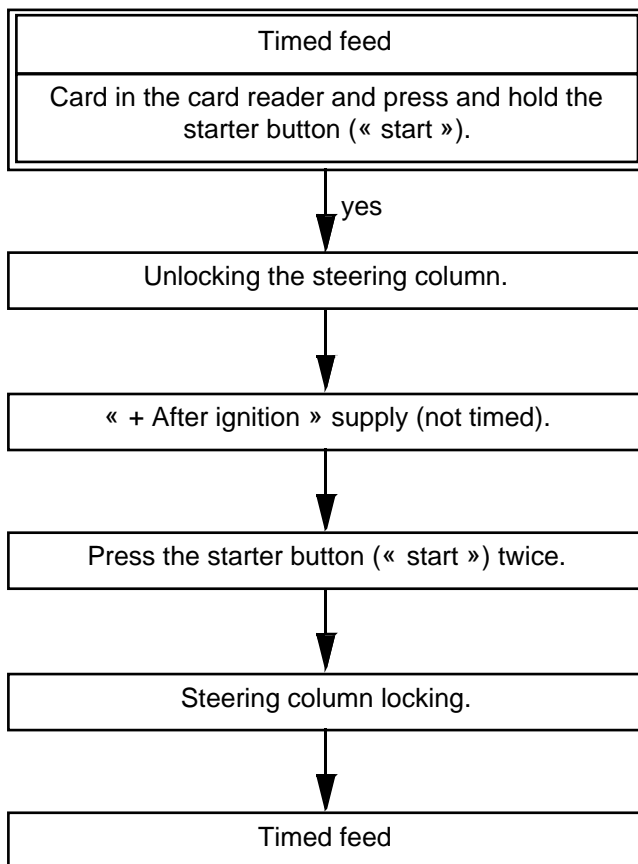 Timed feed
Card in the card reader and press and hold the
starter button (« start »).
yes
Unlocking the steering column.
« + After ignition » supply (not timed).
Press the starter button (« start ») twice.
Steering column locking.
Timed feed